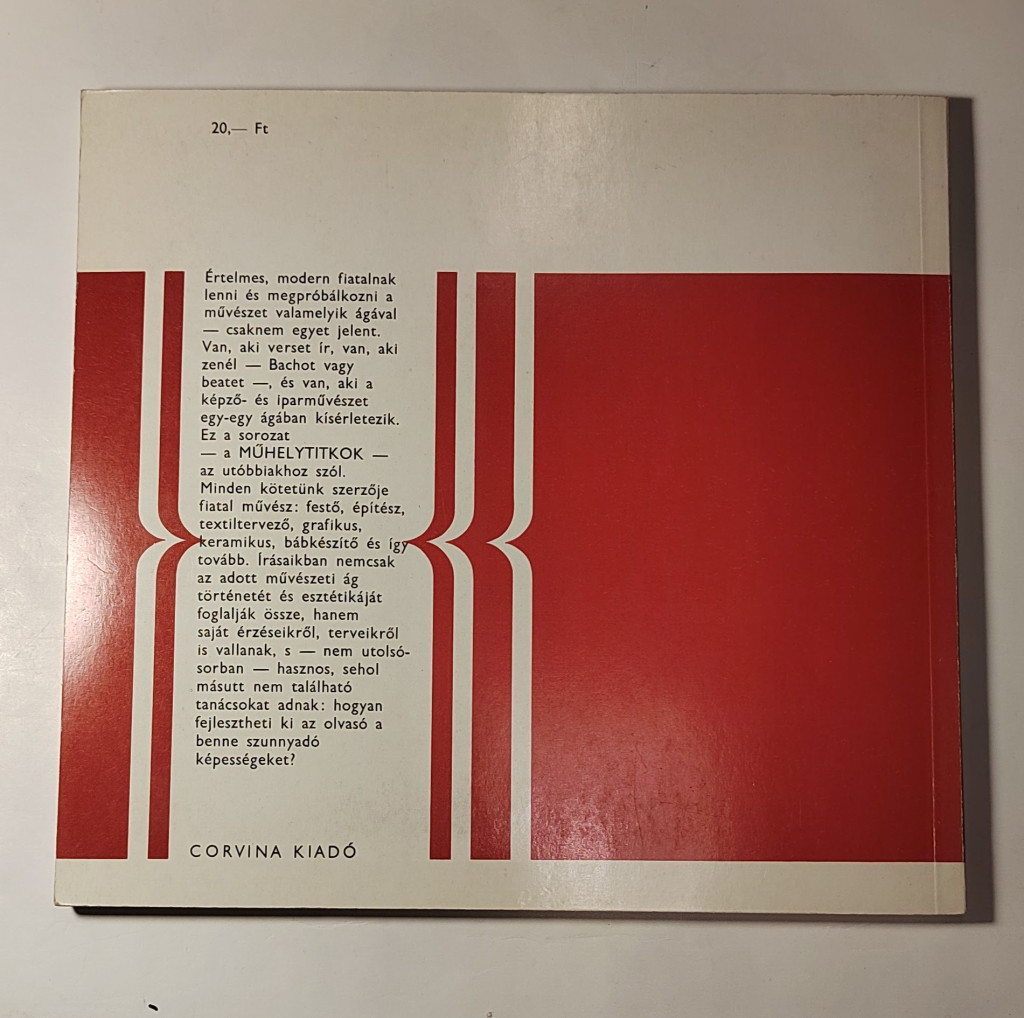 20,— Ft
Értelmes, modern fiatalnak
lenni és megpróbálkozni a
művészet valamelyik ágával
— csaknem egyet jelent.
Van, aki verset ír, van, aki
zenél — Bachot vagy
beatet —, és van, aki a
képző- és iparművészet
egy-egy ágában kísérletezik.
Ez a sorozat
— a MŰHELYTITKOK —
az utóbbiakhoz szól.
Minden kötetünk szerzője
fiatal művész: festő, építész,
textiltervező, grafikus,
keramikus, bábkészítő és így
tovább. Írásaikban nemcsak
az adott művészeti ág
történetét és esztétikáját
foglalják össze, hanem
saját érzéseikről, terveikről
is vallanak, s — nem utolsó-
sorban — hasznos, sehol
másutt nem található
tanácsokat adnak: hogyan
fejlesztheti ki az olvasó a
benne szunnyadó
képességeket?
CORVINA KIADÓ